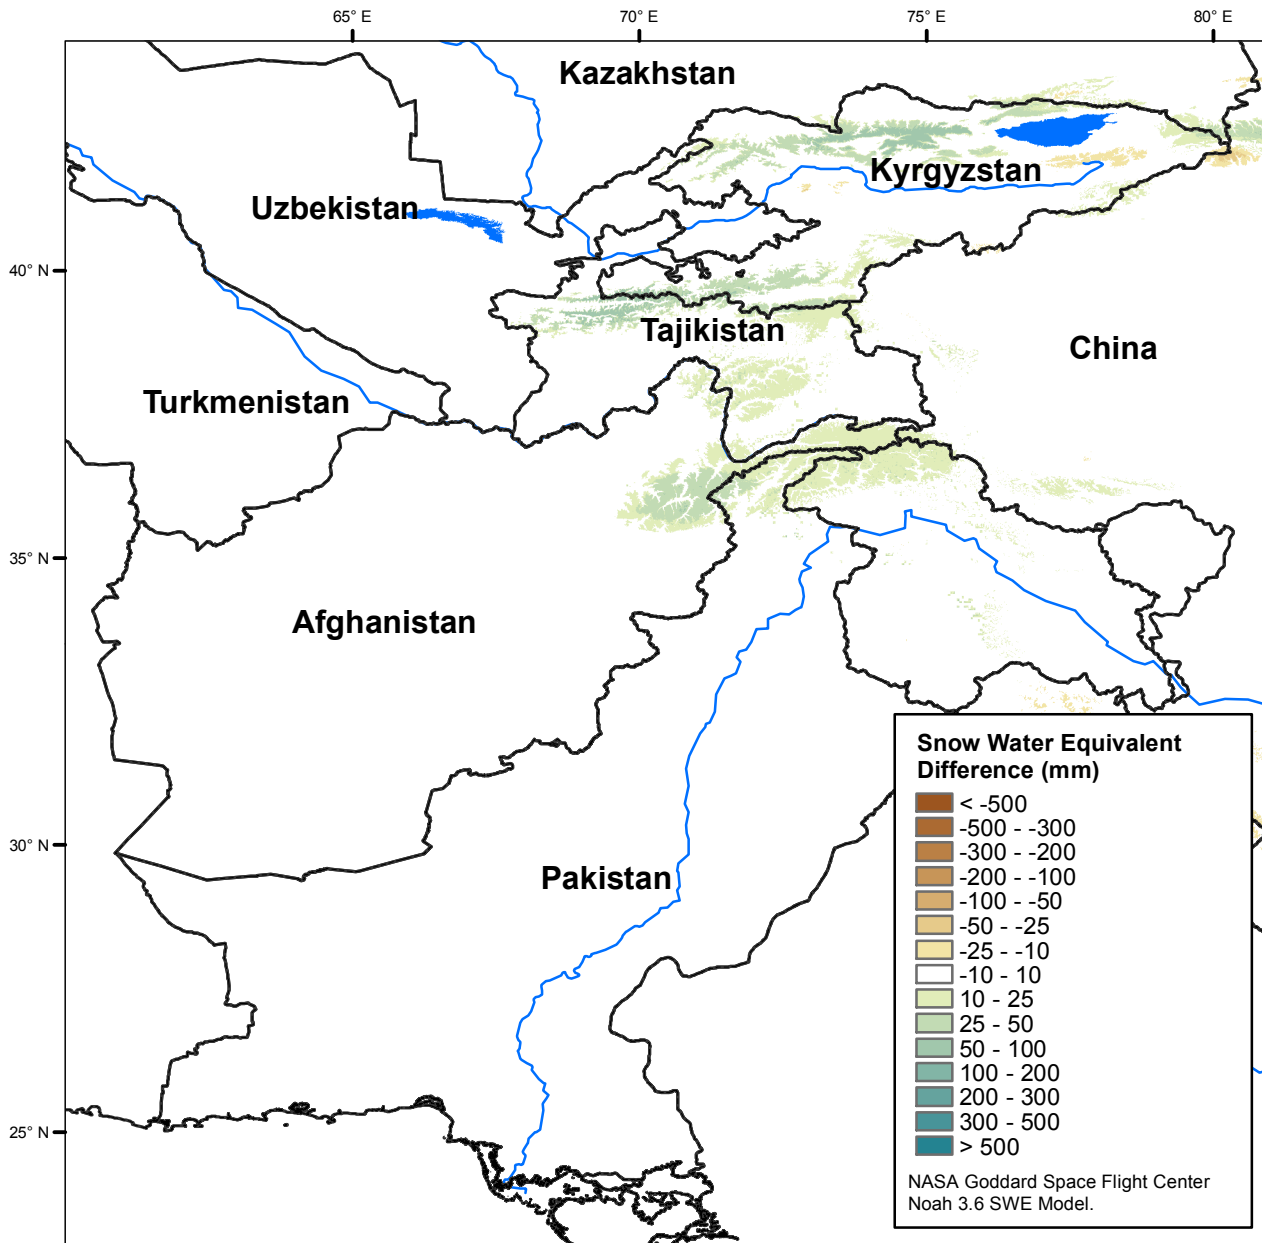 65° E
70° E
75° E
80° E
Kazakhstan
Kyrgyzstan
Uzbekistan
40° N
Tajikistan
China
Turkmenistan
35° N
Afghanistan
30° N
Pakistan
25° N
Snow Water Equivalent
Difference (mm)
< -500
-500 - -300
-300 - -200
-200 - -100
-100 - -50
-50 - -25
-25 - -10
-10 - 10
10 - 25
25 - 50
50 - 100
100 - 200
200 - 300
300 - 500
> 500
NASA Goddard Space Flight Center
Noah 3.6 SWE Model.